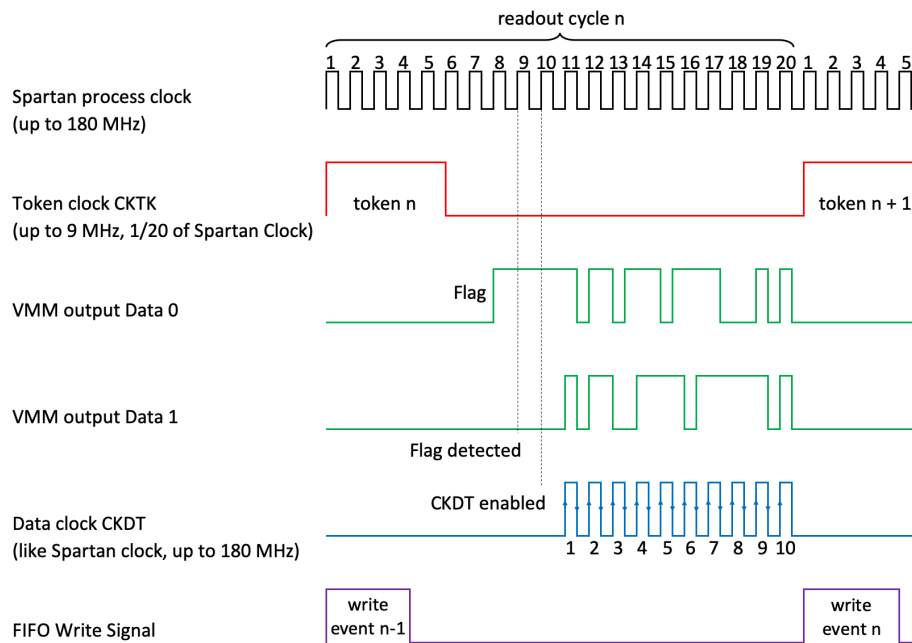 readout cycle n
1 2 3 4 5 6 7 8 9 10 11 12 13 14 15 16 17 18 19 20 1 2 3 4 5
Spartan process clock
(up to 180 MHz)
Token clock CKTK
(up to 9 MHz, 1/20 of Spartan Clock)
token n
token n + 1
Flag
VMM output Data 0
VMM output Data 1
Flag detected
CKDT enabled
Data clock CKDT
(like Spartan clock, up to 180 MHz)
1 2 3 4 5 6 7 8 9 10
FIFO Write Signal
write
event n-1
write
event n